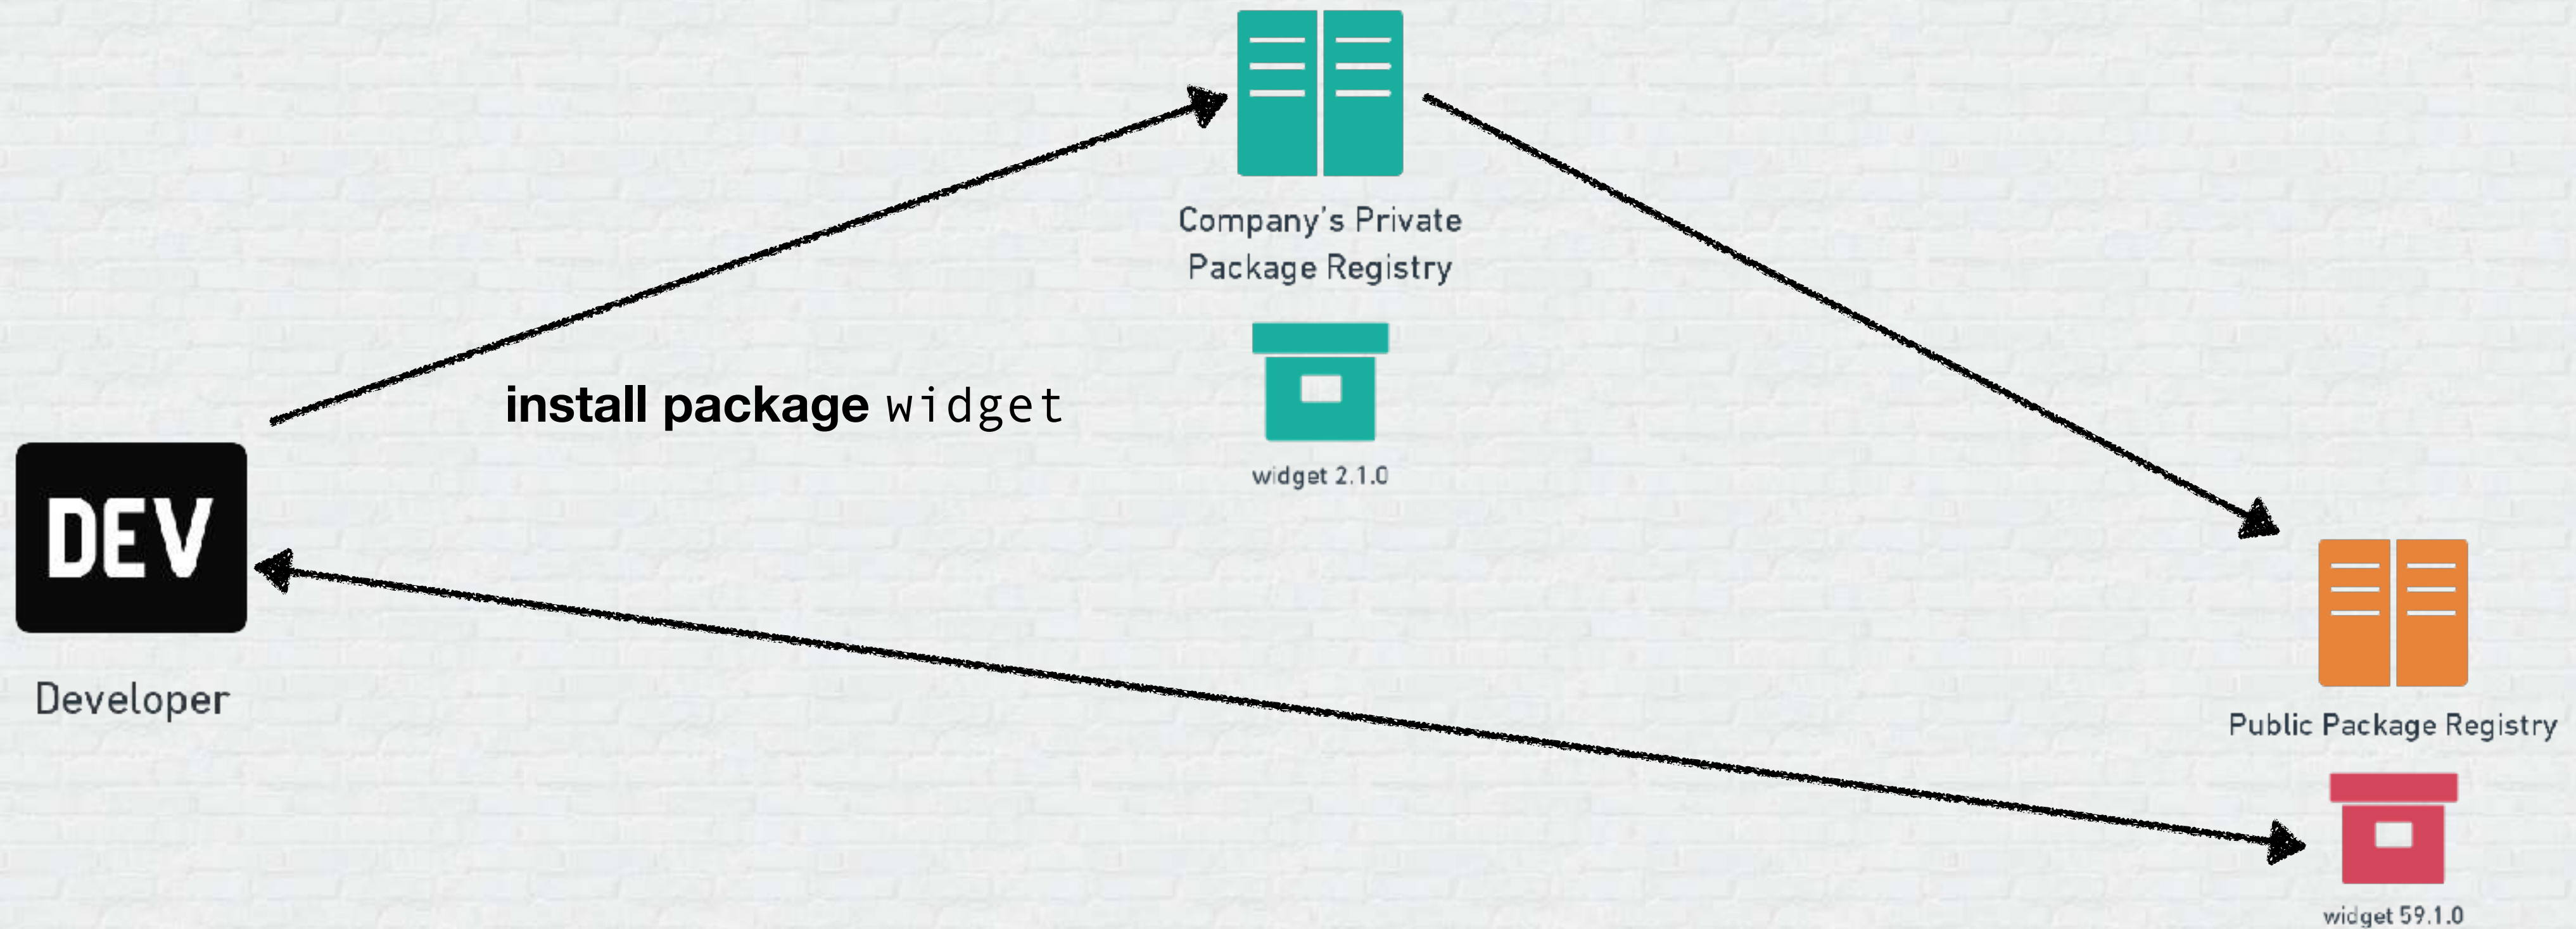 Company's Private
Package Registry
install package widget
widget 2.1.0
DEV
Developer
Public Package Registry
widget 59.1.0